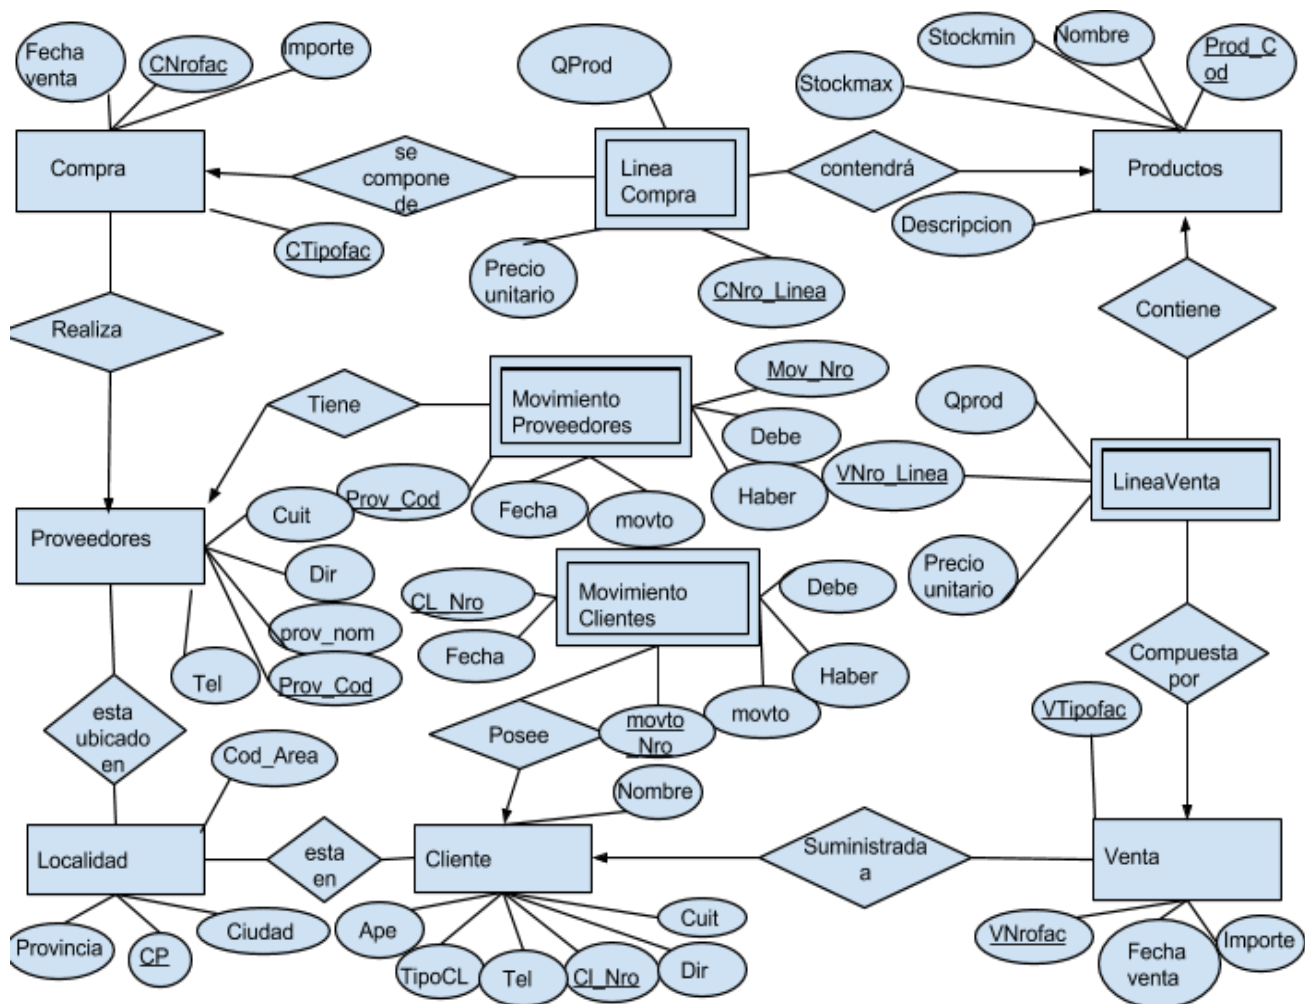 Fecha
venta
CNrofac
Importe
QProd
Stockmin
Nombre
Prod_C
od
Stockmax
Compra
se
compone
de
Linea
Compra
contendrá
Productos
CTipofac
Descripcion
Precio
unitario
CNro_Linea
Realiza
Contiene
Tiene
Movimiento
Proveedores
Mov_Nro
Debe
Haber
Qprod
VNro_Linea
LineaVenta
Prov_Cod
Fecha
movto
Cuit
Proveedores
Dir
prov_nom
Prov_Cod
Tel
CL_Nro
Fecha
Movimiento
Clientes
Debe
Haber
movto
movto
_Nro
Precio
unitario
Compuesta
por
esta
ubicado
en
Cod_Area
Posee
Nombre
VTipofac
Localidad
esta
en
Cliente
Suministrada
a
Venta
Provincia
CP
Ciudad
Ape
TipoCL
Tel
Cl_Nro
Dir
Cuit
VNrofac
Fecha
venta
Importe